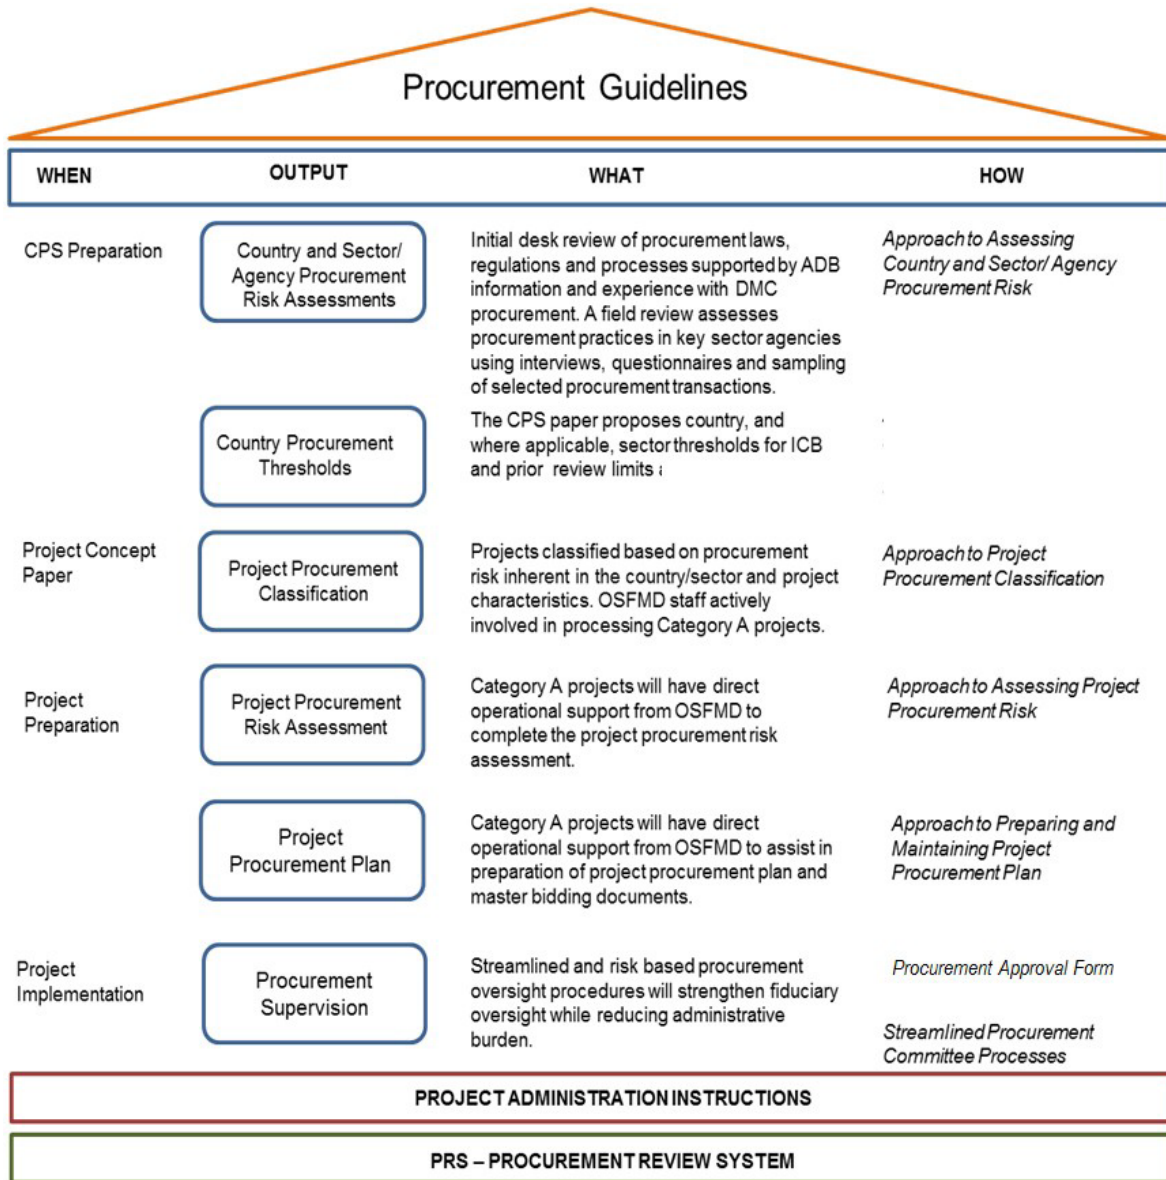 Procurement Guidelines
WHEN
OUTPUT
WHAT
HOW
CPS Preparation
Country and Sector/
Agency Procurement
Risk Assessments
Initial desk review of procurement laws,
regulations and processes supported by ADB
information and experience with DMC
procurement. A field review assesses
procurement practices in key sector agencies
using interviews, questionnaires and sampling
of selected procurement transactions.
Approach to Assessing
Country and Sector/ Agency
Procurement Risk
Country Procurement
Thresholds
The CPS paper proposes country, and
where applicable, sector thresholds for ICB
and prior review limits
Project Concept
Paper
Project Procurement
Classification
Projects classified based on procurement
risk inherent in the country/sector and project
characteristics. OSFMD staff actively
involved in processing Category A projects.
Approach to Project
Procurement Classification
Project
Preparation
Project Procurement
Risk Assessment
Category A projects will have direct
operational support from OSFMD to
complete the project procurement risk
assessment.
Approach to Assessing Project
Procurement Risk
Project
Procurement Plan
Category A projects will have direct
operational support from OSFMD to assist in
preparation of project procurement plan and
master bidding documents.
Approach to Preparing and
Maintaining Project
Procurement Plan
Project
Implementation
Procurement
Supervision
Streamlined and risk based procurement
oversight procedures will strengthen fiduciary
oversight while reducing administrative
burden.
Procurement Approval Form
Streamlined Procurement
Committee Processes
PROJECT ADMINISTRATION INSTRUCTIONS
PRS – PROCUREMENT REVIEW SYSTEM